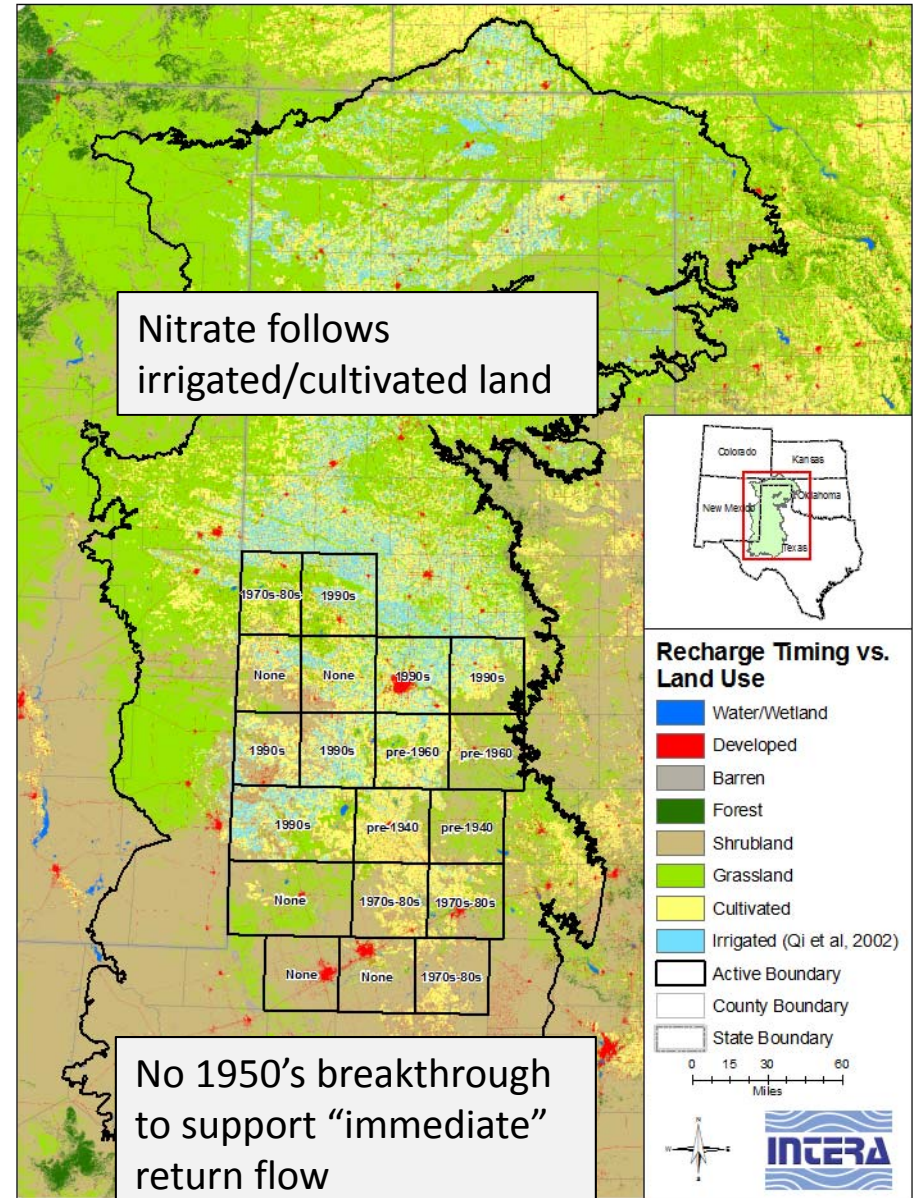 Nitrate follows
irrigated/cultivated land
Colorado
Kansas
New Mexico
Oklahoma
Texas
1970s-80s 1990s
None None 1990s 1990s
1990s 1990s pre-1960 pre-1960
1990s pre-1940 pre-1940
None 1970s-80s 1970s-80s
None None 1970s-80s
Recharge Timing vs.
Land Use
Water/Wetland
Developed
Barren
Forest
Shrubland
Grassland
Cultivated
Irrigated (Qi et al, 2002)
Active Boundary
County Boundary
State Boundary
0 15 30 60
Miles
N
W E
S
INTERA
No 1950's breakthrough
to support “immediate”
return flow